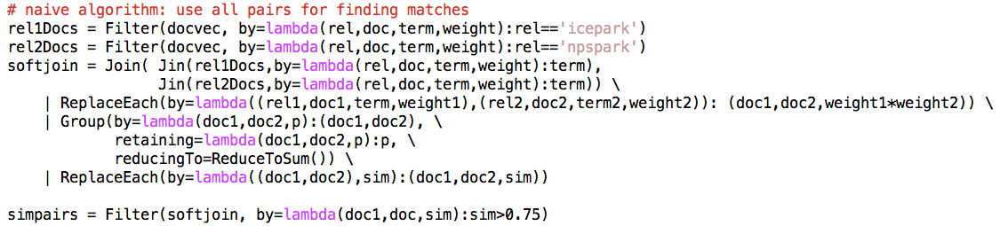 # naive algorithm: use all pairs for finding matches
rel1Docs = Filter(docvec, by=lambda(rel,doc,term,weight):rel=='icepark')
rel2Docs = Filter(docvec, by=lambda(rel,doc,term,weight):rel=='npspark')
softjoin = Join( Jin(rel1Docs,by=lambda(rel,doc,term,weight):term),
                 Jin(rel2Docs,by=lambda(rel,doc,term,weight):term)) \
    | ReplaceEach(by=lambda((rel1,doc1,term,weight1),(rel2,doc2,term2,weight2)): (doc1,doc2,weight1*weight2)) \
    | Group(by=lambda(doc1,doc2,p):(doc1,doc2), \
            retaining=lambda(doc1,doc2,p):p, \
            reducingTo=ReduceToSum()) \
    | ReplaceEach(by=lambda((doc1,doc2),sim):(doc1,doc2,sim))
simpairs = Filter(softjoin, by=lambda(doc1,doc,sim):sim>0.75)